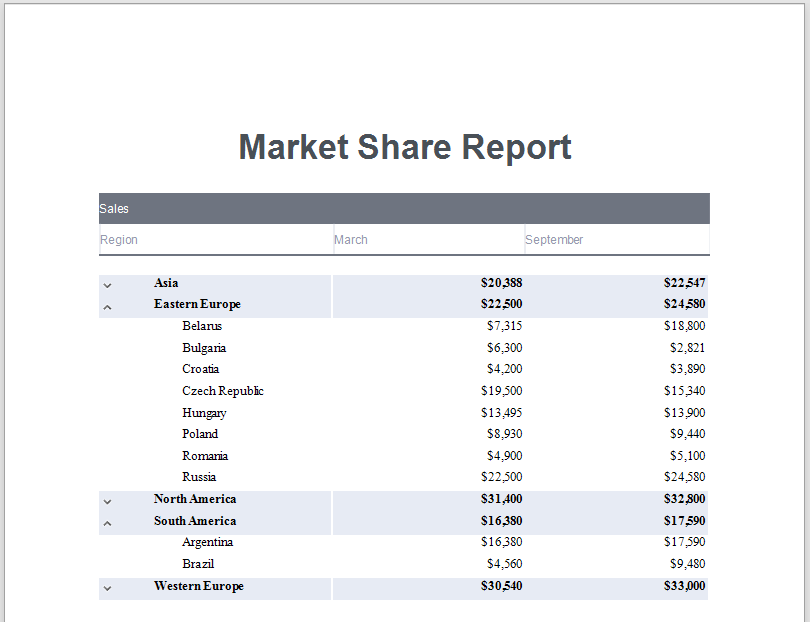 Market Share Report
Sales
Region March September
Asia $20,388 $22,547
Eastern Europe $22,500 $24,580
Belarus $7,315 $18,800
Bulgaria $6,300 $2,821
Croatia $4,200 $3,890
Czech Republic $19,500 $15,340
Hungary $13,495 $13,900
Poland $8,930 $9,440
Romania $4,900 $5,100
Russia $22,500 $24,580
North America $31,400 $32,800
South America $16,380 $17,590
Argentina $16,380 $17,590
Brazil $4,560 $9,480
Western Europe $30,540 $33,000